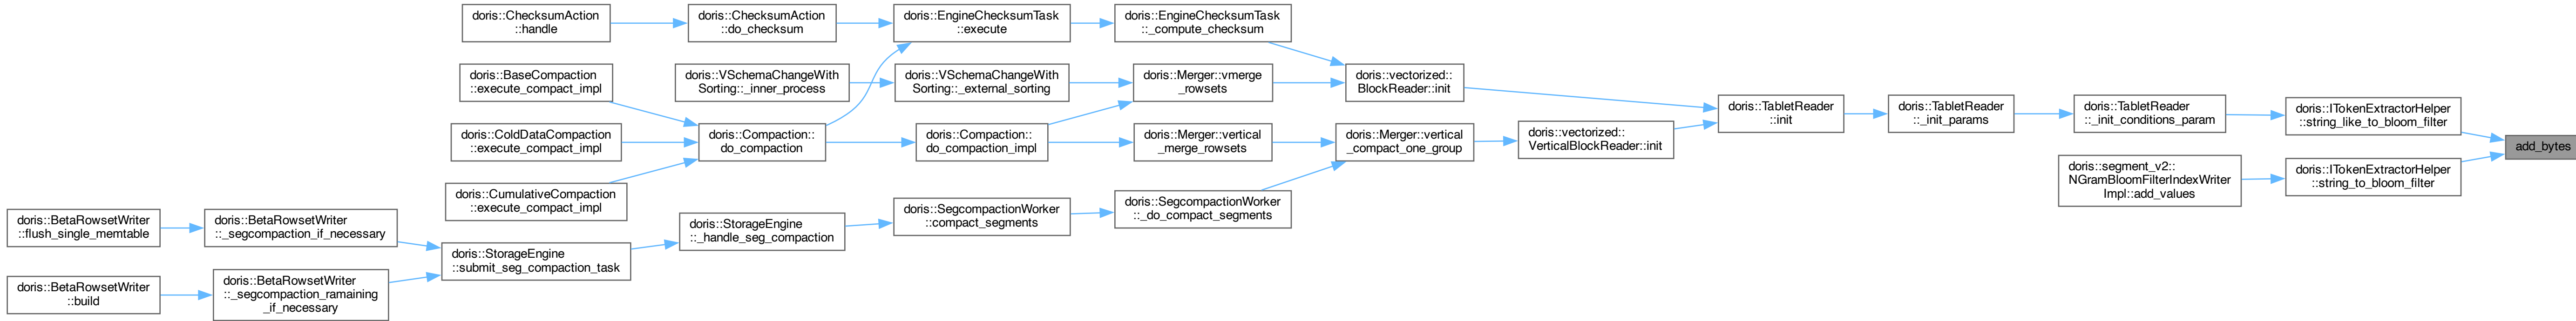 doris::ChecksumAction
::handle
doris::ChecksumAction
::do_checksum
doris::EngineChecksumTask
::execute
doris::EngineChecksumTask
::_compute_checksum
doris::BaseCompaction
::execute_compact_impl
doris::VSchemaChangeWith
Sorting::_inner_process
doris::VSchemaChangeWith
Sorting::_external_sorting
doris::Merger::vmerge
_rowsets
doris::vectorized::
BlockReader::init
doris::TabletReader
::init
doris::TabletReader
::_init_params
doris::TabletReader
::_init_conditions_param
doris::ITokenExtractorHelper
::string_like_to_bloom_filter
doris::ColdDataCompaction
::execute_compact_impl
doris::Compaction::
do_compaction
doris::Compaction::
do_compaction_impl
doris::Merger::vertical
_merge_rowsets
doris::Merger::vertical
_compact_one_group
doris::vectorized::
VerticalBlockReader::init
add_bytes
doris::segment_v2::
NGramBloomFilterIndexWriter
Impl::add_values
doris::ITokenExtractorHelper
::string_to_bloom_filter
doris::CumulativeCompaction
::execute_compact_impl
doris::BetaRowsetWriter
::flush_single_memtable
doris::BetaRowsetWriter
::_segcompaction_if_necessary
doris::StorageEngine
::submit_seg_compaction_task
doris::StorageEngine
::_handle_seg_compaction
doris::SegcompactionWorker
::compact_segments
doris::SegcompactionWorker
::_do_compact_segments
doris::BetaRowsetWriter
::build
doris::BetaRowsetWriter
::_segcompaction_ramaining
_if_necessary